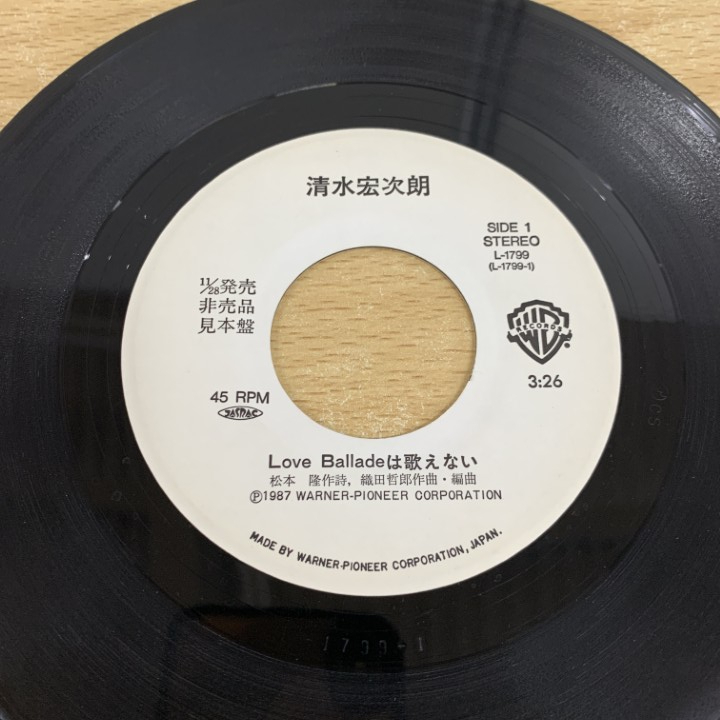 清水宏次朗
SIDE 1
STEREO
L-1799
(L-1799-1)
11/28発売
非売品
見本盤
W RECORDS
45 RPM
JASRAC
3:26
Love Balladeは歌えない
松本 隆作詩, 織田哲郎作曲・編曲
Ⓟ1987 WARNER-PIONEER CORPORATION
MADE BY WARNER-PIONEER CORPORATION, JAPAN.
1799-1